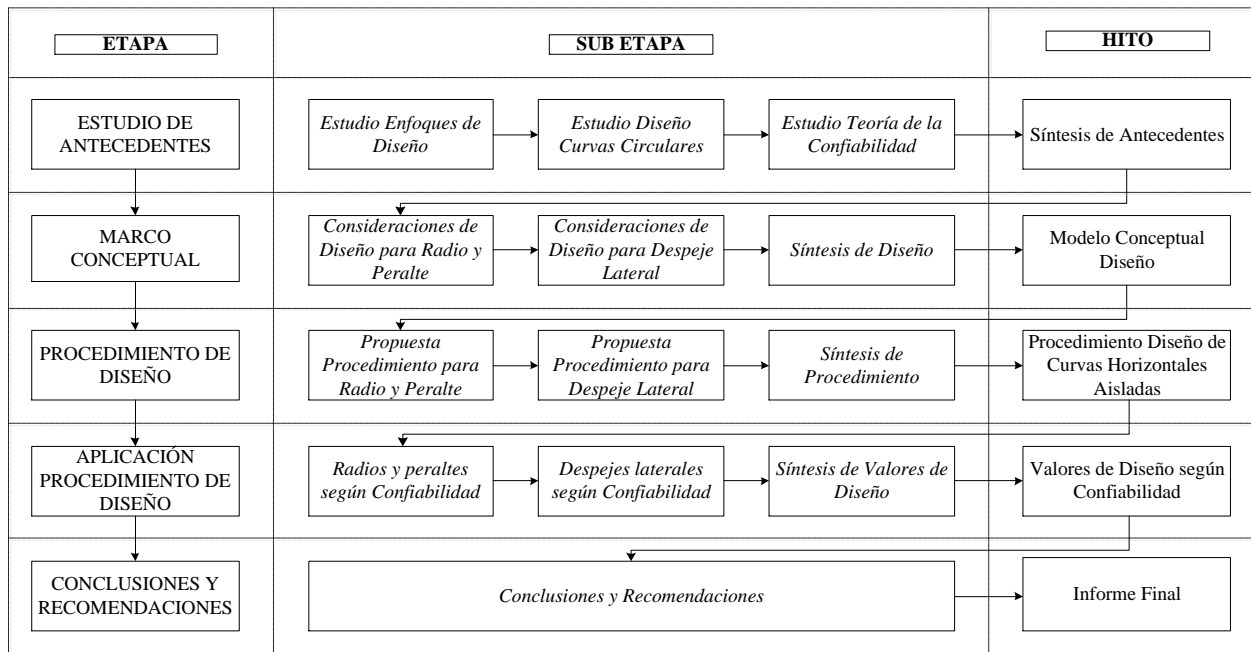 ETAPA
SUB ETAPA
HITO
ESTUDIO DE
ANTECEDENTES
Estudio Enfoques de
Diseño
Estudio Diseño
Curvas Circulares
Estudio Teoría de la
Confiabilidad
Síntesis de Antecedentes
MARCO
CONCEPTUAL
Consideraciones de
Diseño para Radio y
Peralte
Consideraciones de
Diseño para Despeje
Lateral
Síntesis de Diseño
Modelo Conceptual
Diseño
PROCEDIMIENTO DE
DISEÑO
Propuesta
Procedimiento para
Radio y Peralte
Propuesta
Procedimiento para
Despeje Lateral
Síntesis de
Procedimiento
Procedimiento Diseño de
Curvas Horizontales
Aisladas
APLICACIÓN
PROCEDIMIENTO DE
DISEÑO
Radios y peraltes
según Confiabilidad
Despejes laterales
según Confiabilidad
Síntesis de Valores de
Diseño
Valores de Diseño según
Confiabilidad
CONCLUSIONES Y
RECOMENDACIONES
Conclusiones y Recomendaciones
Informe Final